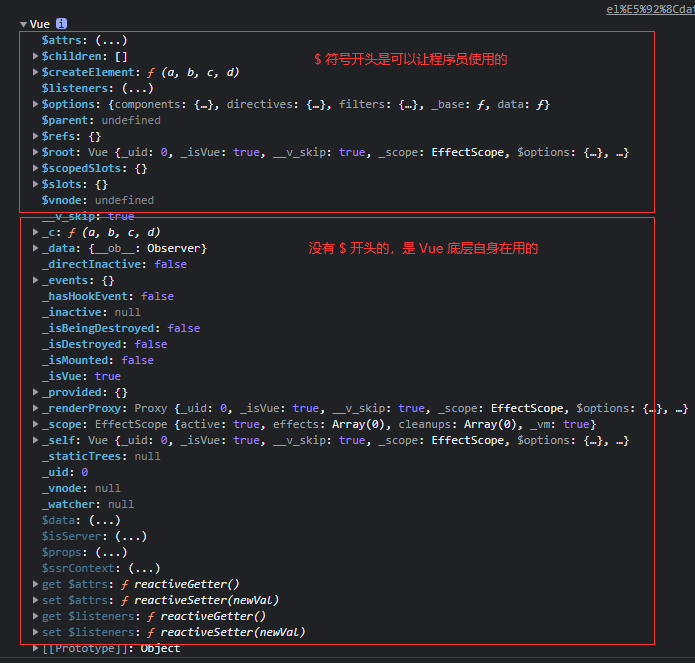 el%E5%92%8Cdat
Vue i
$attrs: (...)
$children: []
$createElement: ƒ (a, b, c, d)
$ 符号开头是可以让程序员使用的
$listeners: (...)
$options: {components: {…}, directives: {…}, filters: {…}, _base: ƒ, data: ƒ}
$parent: undefined
$refs: {}
$root: Vue {_uid: 0, _isVue: true, __v_skip: true, _scope: EffectScope, $options: {…}, …}
$scopedSlots: {}
$slots: {}
$vnode: undefined
__v_skip: true
_c: ƒ (a, b, c, d)
_data: {__ob__: Observer}
没有 $ 开头的，是 Vue 底层自身在用的
_directInactive: false
_events: {}
_hasHookEvent: false
_inactive: null
_isBeingDestroyed: false
_isDestroyed: false
_isMounted: false
_isVue: true
_provided: {}
_renderProxy: Proxy {_uid: 0, _isVue: true, __v_skip: true, _scope: EffectScope, $options: {…}, …}
_scope: EffectScope {active: true, effects: Array(0), cleanups: Array(0), _vm: true}
_self: Vue {_uid: 0, _isVue: true, __v_skip: true, _scope: EffectScope, $options: {…}, …}
_staticTrees: null
_uid: 0
_vnode: null
_watcher: null
$data: (...)
$isServer: (...)
$props: (...)
$ssrContext: (...)
get $attrs: ƒ reactiveGetter()
set $attrs: ƒ reactiveSetter(newVal)
get $listeners: ƒ reactiveGetter()
set $listeners: ƒ reactiveSetter(newVal)
[[Prototype]]: Object